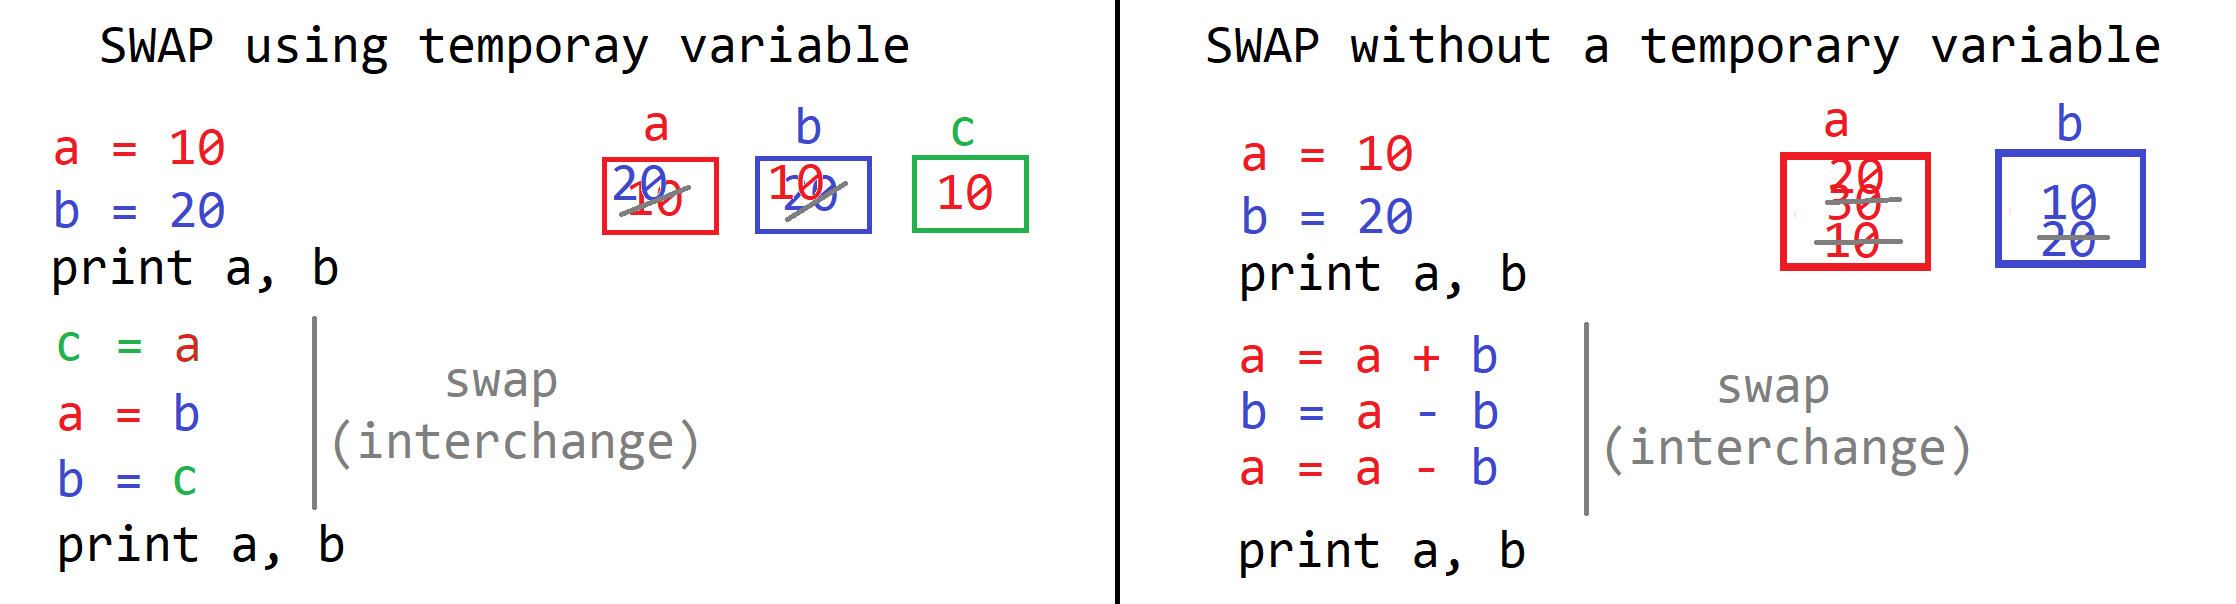 SWAP using temporay variable
a = 10
b = 20
print a, b
c = a
a = b
b = c
print a, b
swap
(interchange)
a
b
c
20
10
10
20
10
SWAP without a temporary variable
a = 10
b = 20
print a, b
a = a + b
b = a - b
a = a - b
print a, b
swap
(interchange)
a
b
20
30
10
10
20